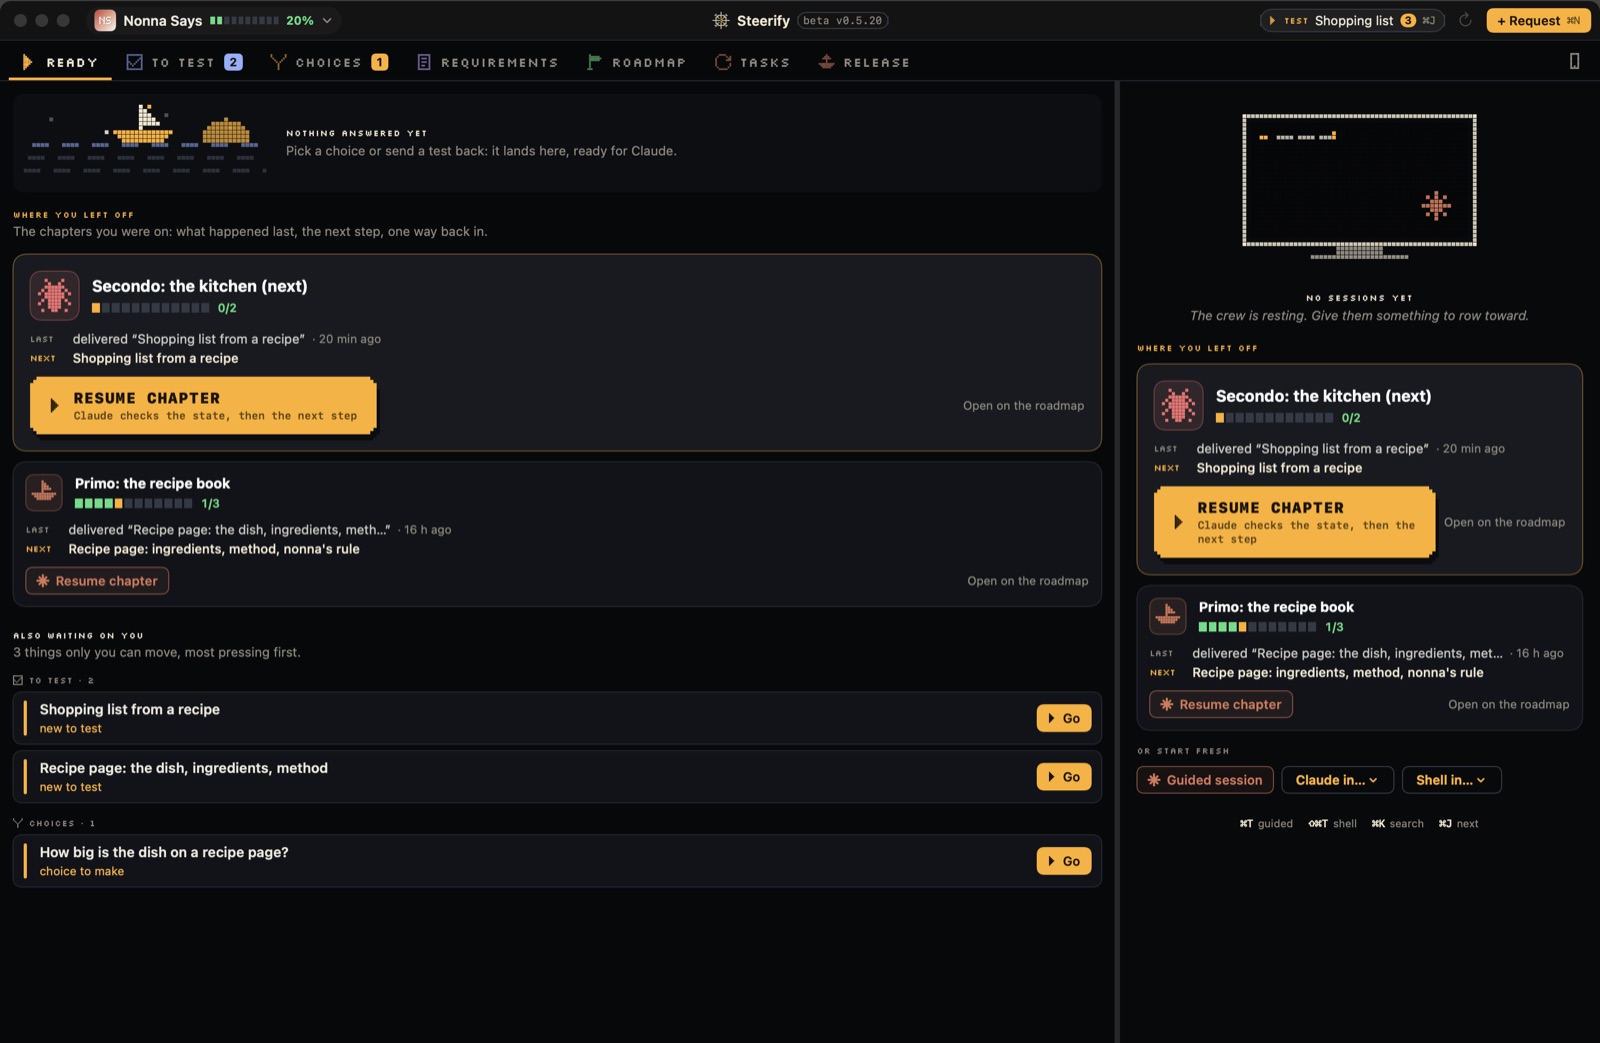 NS Nonna Says 20%
Steerify beta v0.5.20
TEST Shopping list 3 ⌘J
+ Request ⌘N
READY
TO TEST 2
CHOICES 1
REQUIREMENTS
ROADMAP
TASKS
RELEASE
NOTHING ANSWERED YET
Pick a choice or send a test back: it lands here, ready for Claude.
WHERE YOU LEFT OFF
The chapters you were on: what happened last, the next step, one way back in.
Secondo: the kitchen (next)
0/2
LAST delivered “Shopping list from a recipe” · 20 min ago
NEXT Shopping list from a recipe
RESUME CHAPTER
Claude checks the state, then the next step
Open on the roadmap
Primo: the recipe book
1/3
LAST delivered “Recipe page: the dish, ingredients, meth…” · 16 h ago
NEXT Recipe page: ingredients, method, nonna's rule
Resume chapter
Open on the roadmap
ALSO WAITING ON YOU
3 things only you can move, most pressing first.
TO TEST · 2
Shopping list from a recipe
new to test
Go
Recipe page: the dish, ingredients, method
new to test
Go
CHOICES · 1
How big is the dish on a recipe page?
choice to make
Go
NO SESSIONS YET
The crew is resting. Give them something to row toward.
WHERE YOU LEFT OFF
Secondo: the kitchen (next)
0/2
LAST delivered “Shopping list from a recipe” · 20 min ago
NEXT Shopping list from a recipe
RESUME CHAPTER
Claude checks the state, then the
next step
Open on the roadmap
Primo: the recipe book
1/3
LAST delivered “Recipe page: the dish, ingredients, met… · 16 h ago
NEXT Recipe page: ingredients, method, nonna's rule
Resume chapter
Open on the roadmap
OR START FRESH
Guided session
Claude in…
Shell in…
⌘T guided ⇧⌘T shell ⌘K search ⌘J next